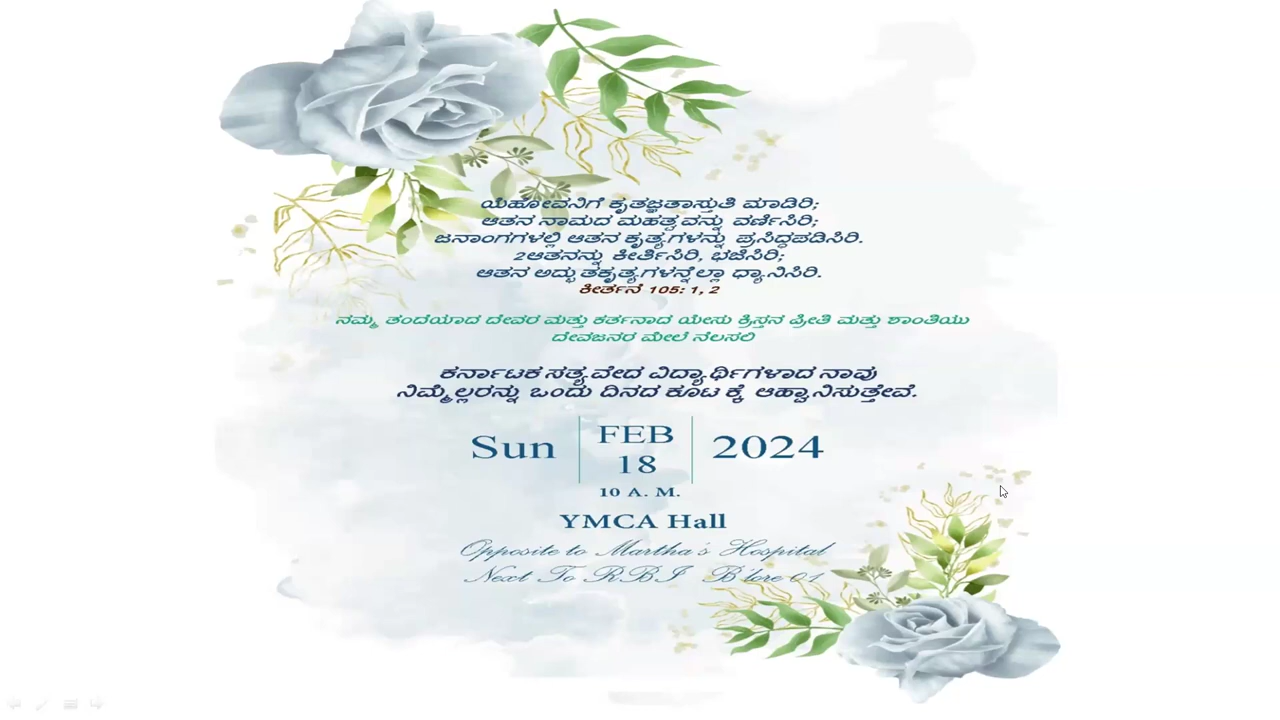 ಯೆಹೋವನಿಗೆ ಕೃತಜ್ಞತಾಸ್ತುತಿ ಮಾಡಿರಿ;
ಆತನ ನಾಮದ ಮಹತ್ವವನ್ನು ವರ್ಣಿಸಿರಿ;
ಜನಾಂಗಗಳಲ್ಲಿ ಆತನ ಕೃತ್ಯಗಳನ್ನು ಪ್ರಸಿದ್ಧಪಡಿಸಿರಿ.
2ಆತನನ್ನು ಕೀರ್ತಿಸಿರಿ, ಭಜಿಸಿರಿ;
ಆತನ ಅದ್ಭುತಕೃತ್ಯಗಳನ್ನೆಲ್ಲಾ ಧ್ಯಾನಿಸಿರಿ.
ಕೀರ್ತನೆ 105: 1, 2
ನಮ್ಮ ತಂದೆಯಾದ ದೇವರ ಮತ್ತು ಕರ್ತನಾದ ಯೇಸು ಕ್ರಿಸ್ತನ ಪ್ರೀತಿ ಮತ್ತು ಶಾಂತಿಯು
ದೇವಜನರ ಮೇಲೆ ನೆಲಸಲಿ
ಕರ್ನಾಟಕ ಸತ್ಯವೇದ ವಿದ್ಯಾರ್ಥಿಗಳಾದ ನಾವು
ನಿಮ್ಮೆಲ್ಲರನ್ನು ಒಂದು ದಿನದ ಕೂಟ ಕ್ಕೆ ಆಹ್ವಾನಿಸುತ್ತೇವೆ.
Sun FEB 18 2024
10 A. M.
YMCA Hall
Opposite to Martha's Hospital
Next To RBI B'lore 01